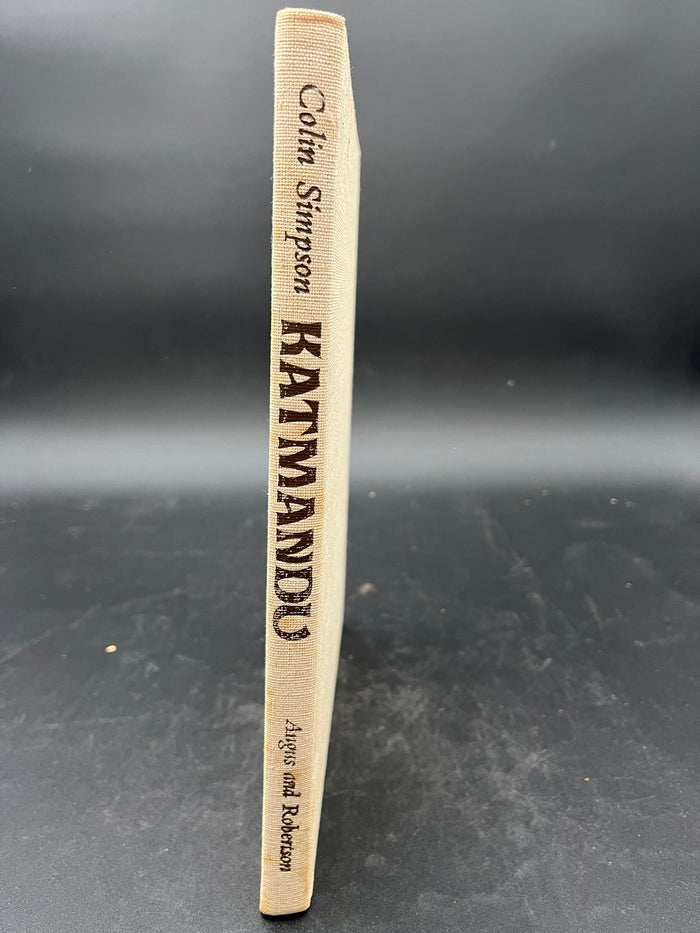 Colin Simpson
KATMANDU
Angus and Robertson